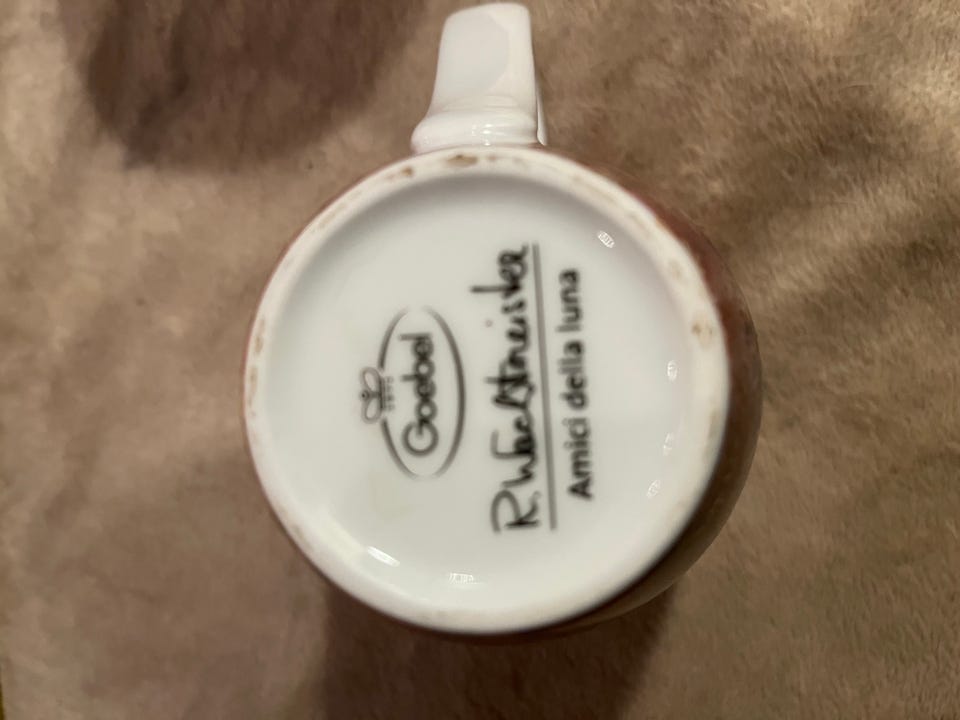 Goebel
R. Wachtmeister
Amici della luna